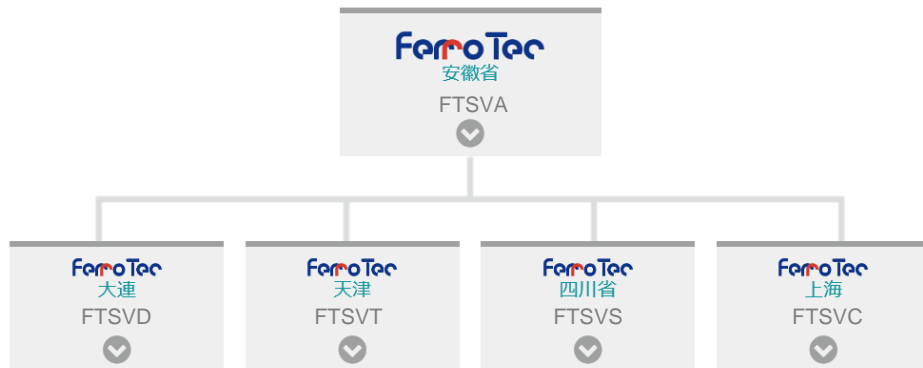 FerroTec
安徽省
FTSVA
FerroTec
大連
FTSVD
FerroTec
天津
FTSVT
FerroTec
四川省
FTSVS
FerroTec
上海
FTSVC